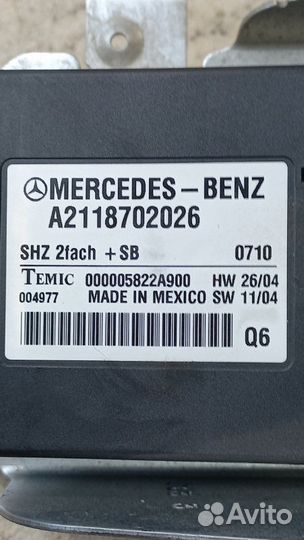 MERCEDES-BENZ
A2118702026
SHZ 2fach +SB 0710
TEMIC 000005822A900 HW 26/04
004977 MADE IN MEXICO SW 11/04
Q6
Avito